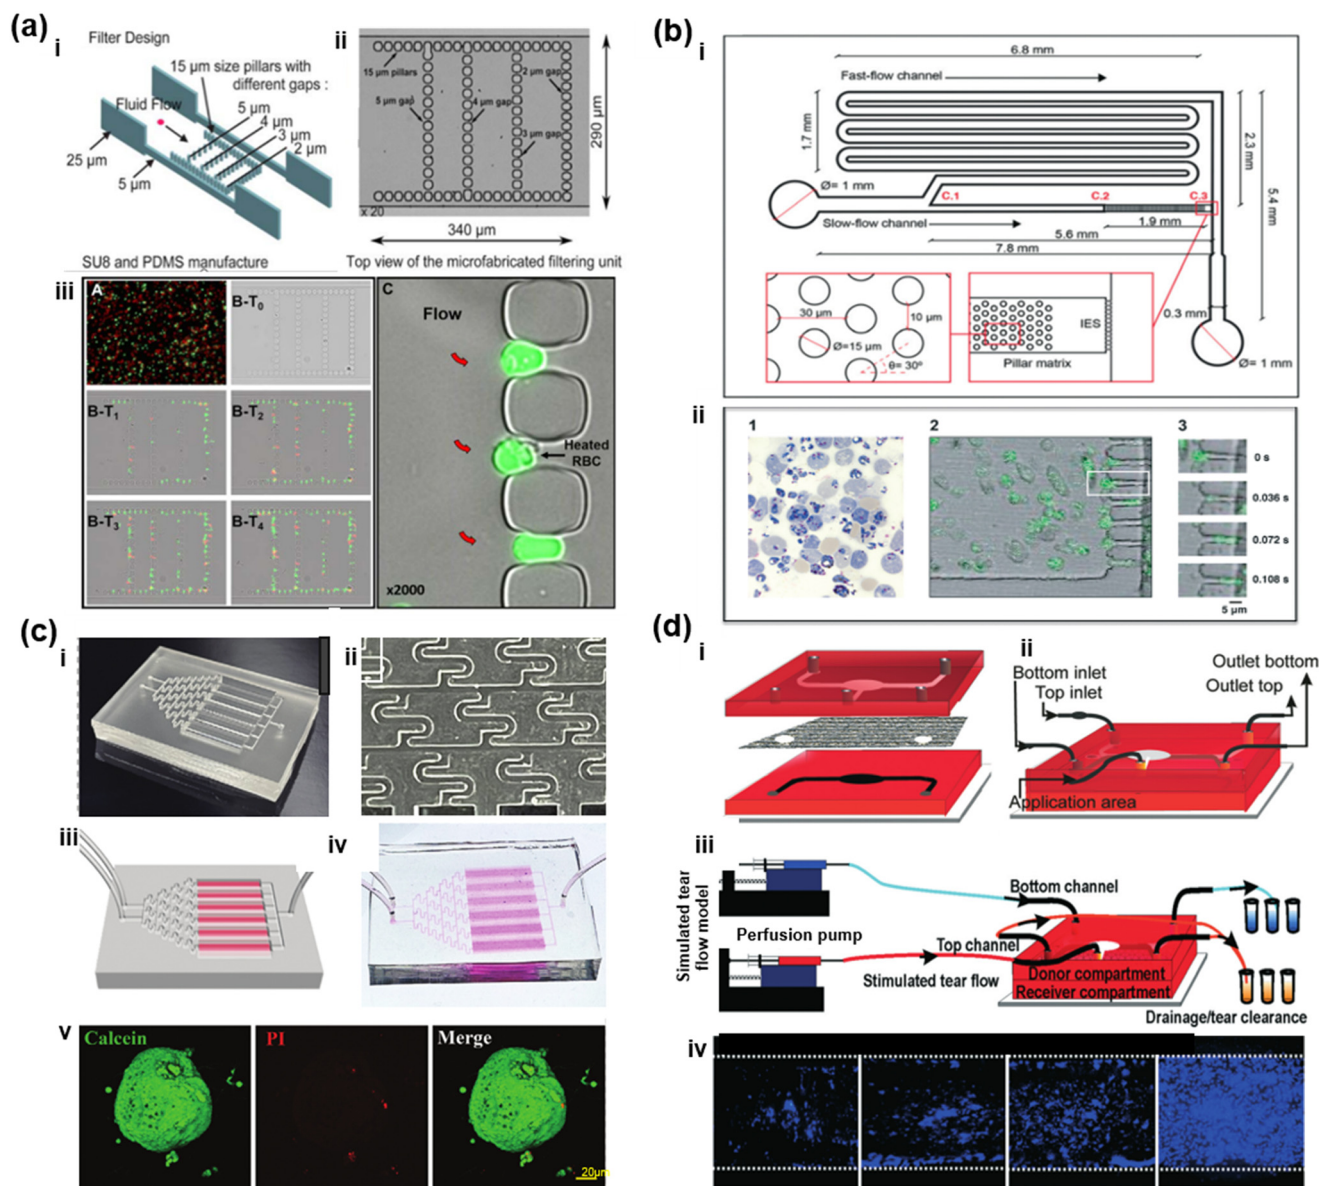 (a)
i
Filter Design
15 µm size pillars with
different gaps :
Fluid Flow
5 µm
4 µm
3 µm
2 µm
25 µm
5 µm
SU8 and PDMS manufacture
ii
15 µm pillars
2 µm gap
5 µm gap
4 µm gap
3 µm gap
290 µm
x 20
340 µm
Top view of the microfabricated filtering unit
iii
A
B-T0
B-T1
B-T2
B-T3
B-T4
C
Flow
Heated
RBC
x2000
(b)
i
6.8 mm
Fast-flow channel
1.7 mm
2.3 mm
5.4 mm
Ø= 1 mm
C.1
C.2
C.3
Slow-flow channel
1.9 mm
5.6 mm
7.8 mm
30 µm
10 µm
Ø=15 µm
θ= 30°
IES
Pillar matrix
0.3 mm
Ø= 1 mm
ii
1
2
3
0 s
0.036 s
0.072 s
0.108 s
5 µm
(c)
i
ii
iii
iv
v
Calcein
PI
Merge
20µm
(d)
i
ii
Bottom inlet
Top inlet
Outlet bottom
Outlet top
Application area
iii
Simulated tear
flow model
Perfusion pump
Bottom channel
Top channel
Stimulated tear flow
Donor compartment
Receiver compartment
Drainage/tear clearance
iv